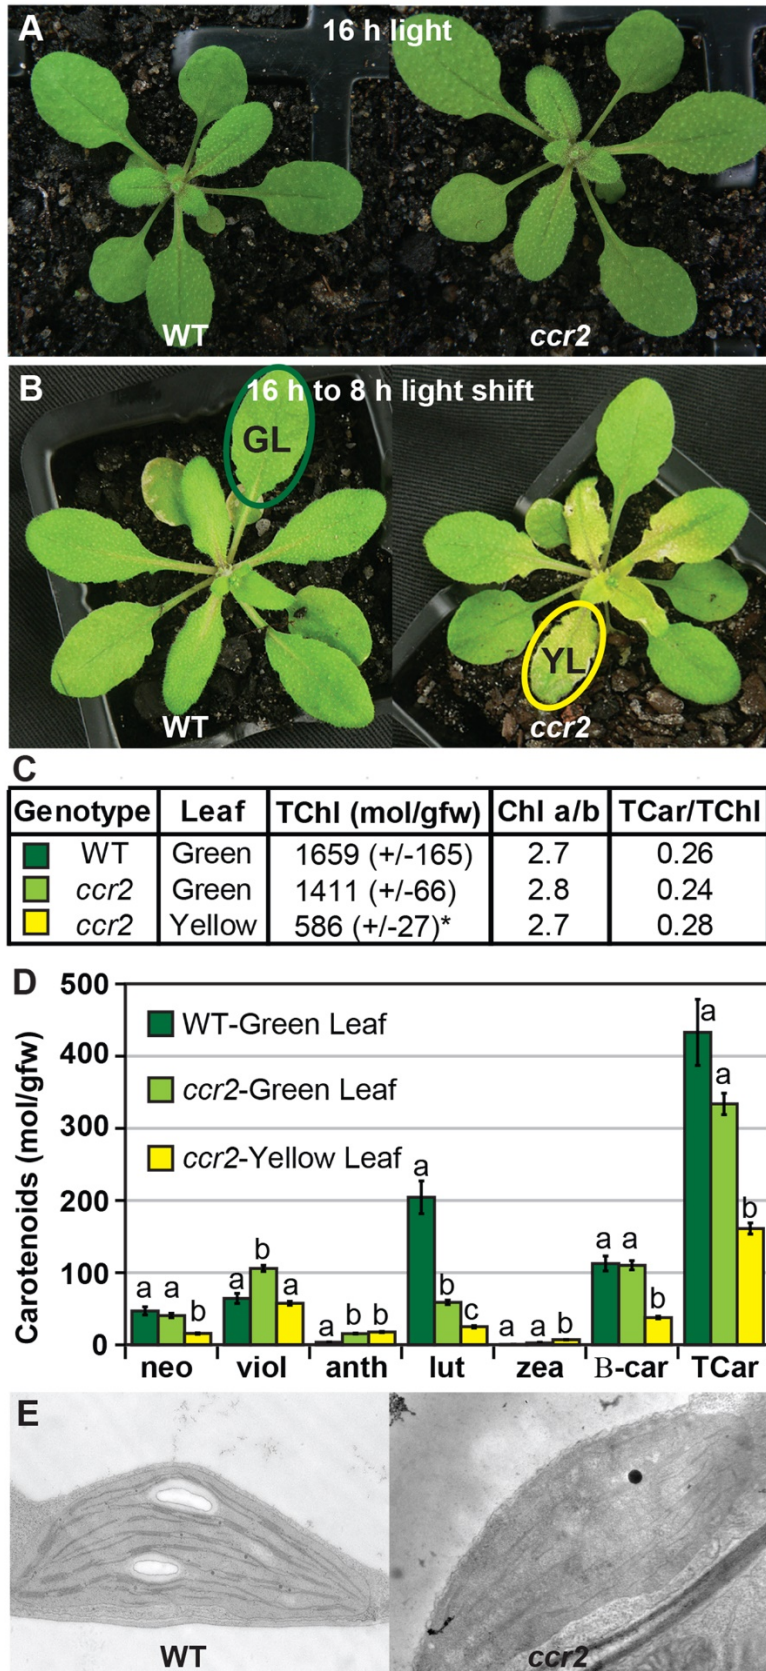 A
16 h light
WT
ccr2
B
16 h to 8 h light shift
GL
YL
WT
ccr2
C
Genotype Leaf TChl (mol/gfw) Chl a/b TCar/TChl
WT Green 1659 (+/-165) 2.7 0.26
ccr2 Green 1411 (+/-66) 2.8 0.24
ccr2 Yellow 586 (+/-27)* 2.7 0.28
D
Carotenoids (mol/gfw)
500
400
300
200
100
0
WT-Green Leaf
ccr2-Green Leaf
ccr2-Yellow Leaf
a a b
a b a
a b b
a b c
a a b
a a b
a a b
neo viol anth lut zea B-car TCar
E
WT
ccr2